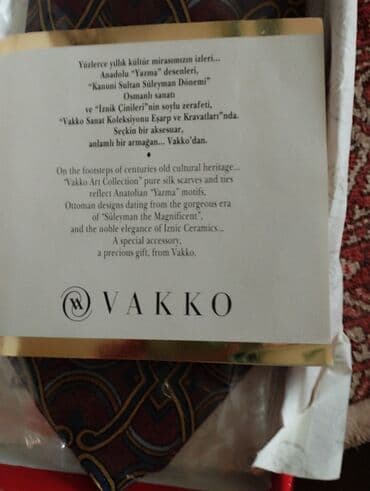 Yüzlerce yıllık kültür mirasımızın izleri...
Anadolu "Yazma" desenleri,
"Kanuni Sultan Süleyman Dönemi"
Osmanlı sanatı
ve "İznik Çinileri"nin soylu zerafeti,
"Vakko Sanat Koleksiyonu Eşarp ve Kravatları"nda.
Seçkin bir aksesuar,
anlamlı bir armağan... Vakko'dan.
On the footsteps of centuries old cultural heritage...
"Vakko Art Collection" pure silk scarves and ties
reflect Anatolian "Yazma" motifs,
Ottoman designs dating from the gorgeous era
of "Süleyman the Magnificent",
and the noble elegance of Iznic Ceramics...
A special accessory,
a precious gift, from Vakko.
VAKKO